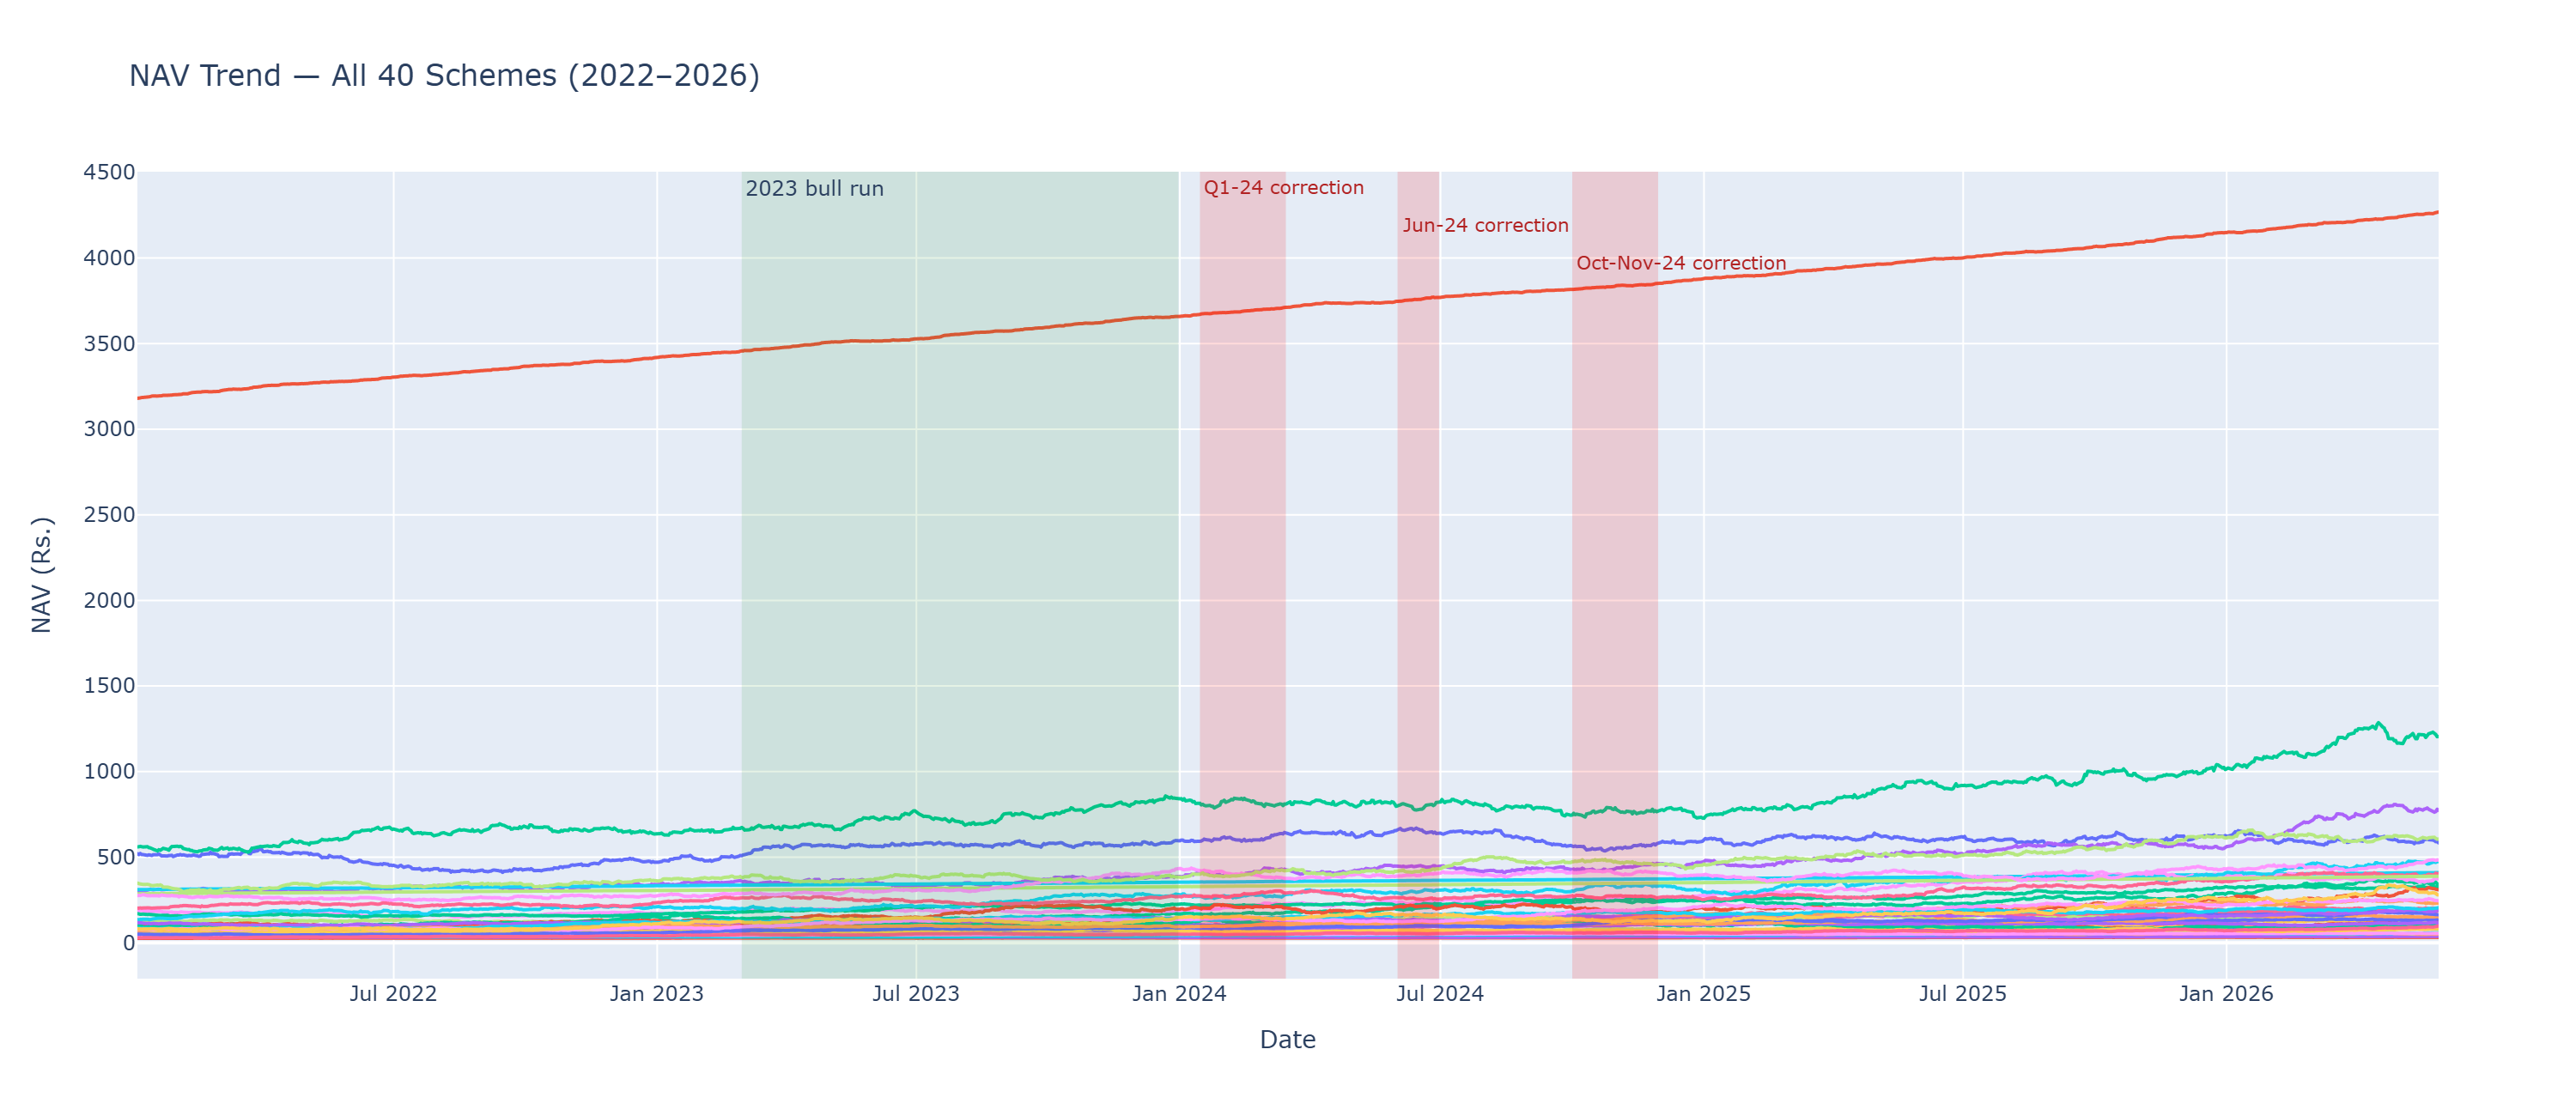 NAV Trend — All 40 Schemes (2022–2026)
2023 bull run
Q1-24 correction
Jun-24 correction
Oct-Nov-24 correction
4500
4000
3500
3000
2500
2000
1500
1000
500
0
NAV (Rs.)
Jul 2022
Jan 2023
Jul 2023
Jan 2024
Jul 2024
Jan 2025
Jul 2025
Jan 2026
Date